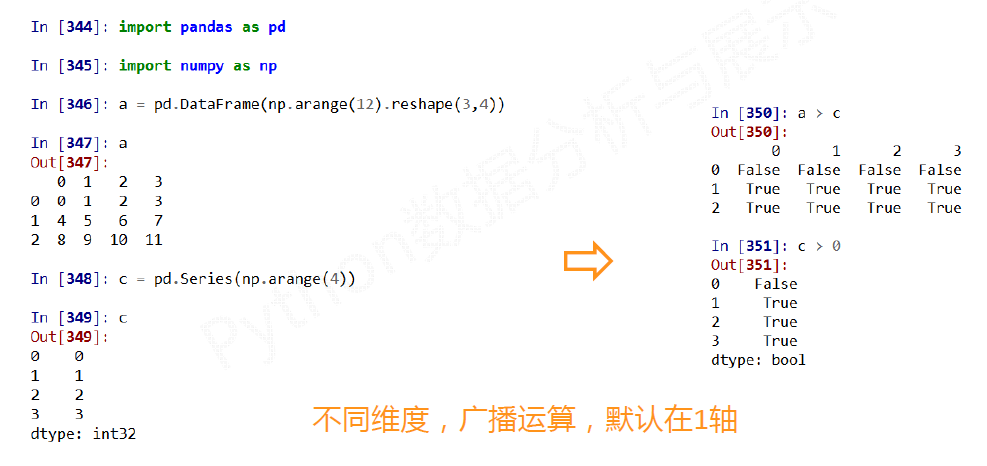 In [344]: import pandas as pd
In [345]: import numpy as np
In [346]: a = pd.DataFrame(np.arange(12).reshape(3,4))
In [347]: a
Out[347]:
   0  1   2   3
0  0  1   2   3
1  4  5   6   7
2  8  9  10  11
In [348]: c = pd.Series(np.arange(4))
In [349]: c
Out[349]:
0    0
1    1
2    2
3    3
dtype: int32
In [350]: a > c
Out[350]:
       0      1      2      3
0  False  False  False  False
1   True   True   True   True
2   True   True   True   True
In [351]: c > 0
Out[351]:
0    False
1     True
2     True
3     True
dtype: bool
不同维度，广播运算，默认在1轴
Python数据分析与展示